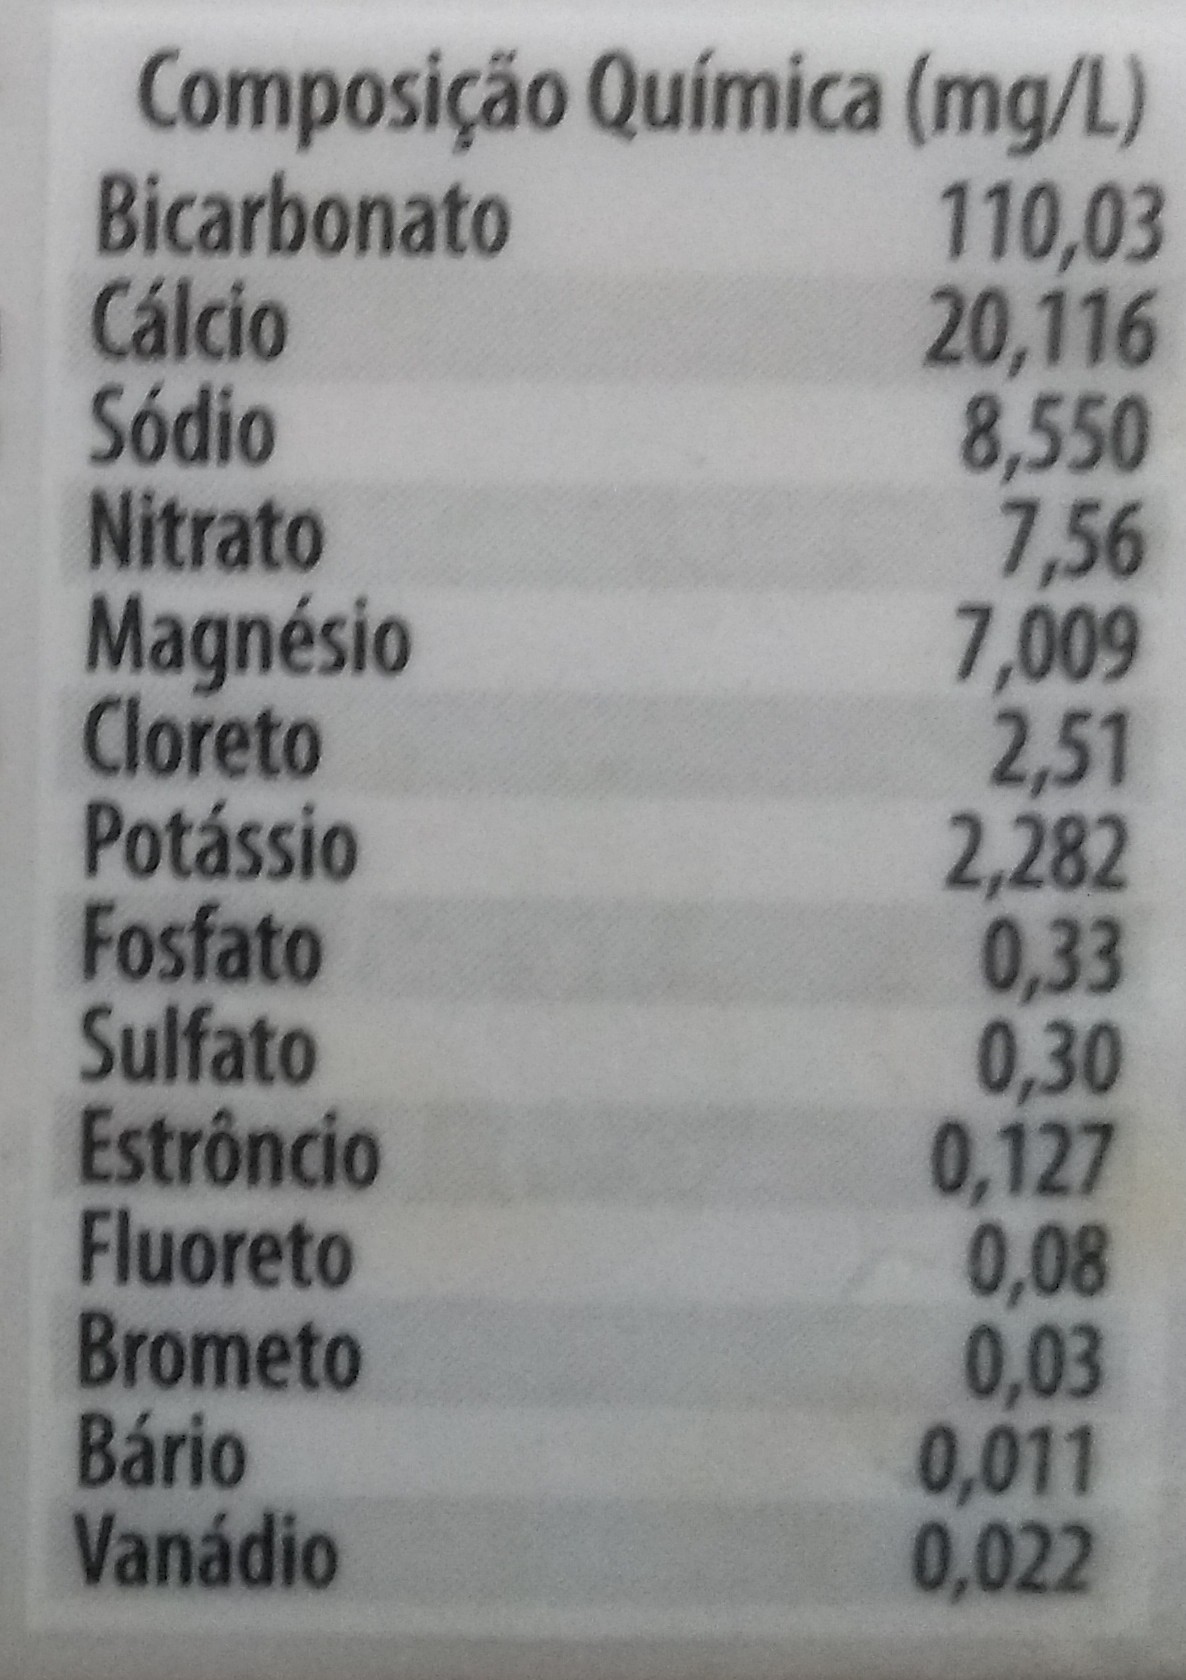 Composição Química (mg/L)
Bicarbonato 110,03
Cálcio 20,116
Sódio 8,550
Nitrato 7,56
Magnésio 7,009
Cloreto 2,51
Potássio 2,282
Fosfato 0,33
Sulfato 0,30
Estrôncio 0,127
Fluoreto 0,08
Brometo 0,03
Bário 0,011
Vanádio 0,022